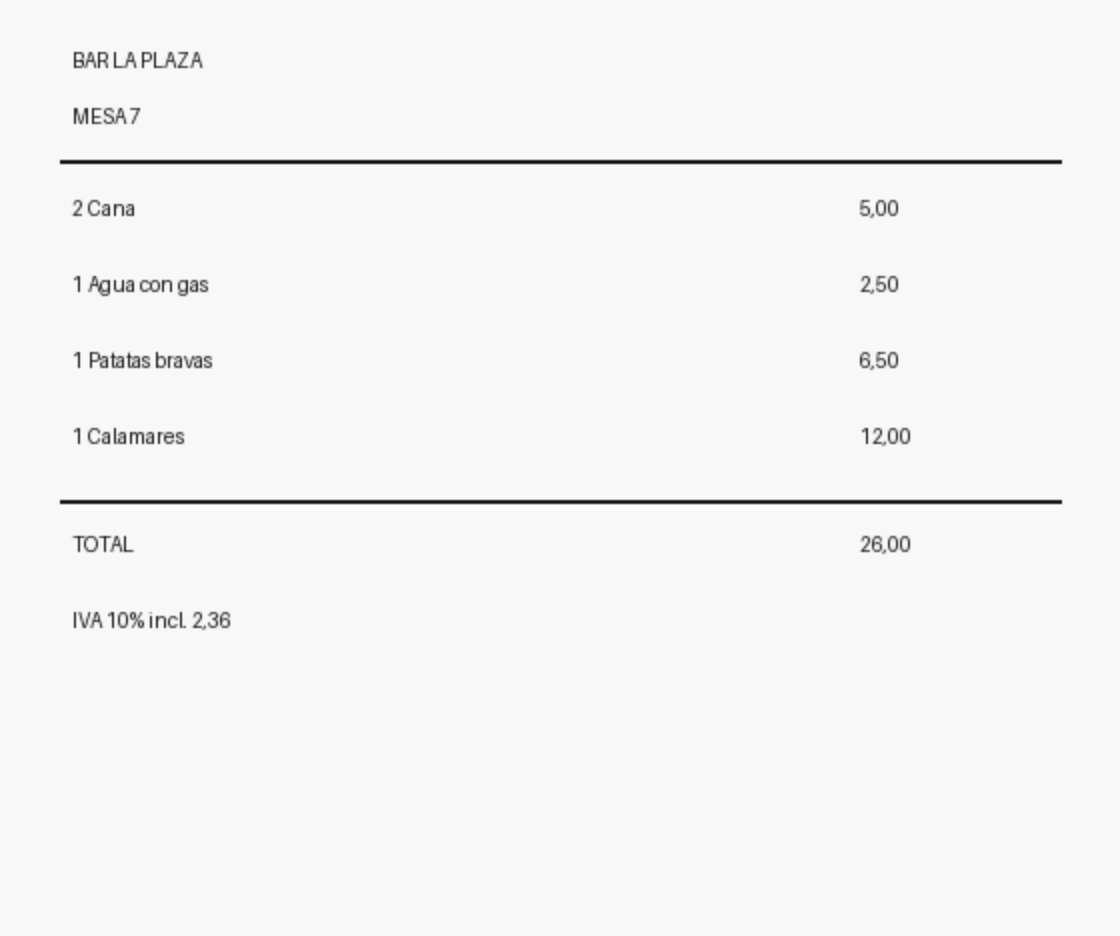 BAR LA PLAZA
MESA 7
2 Cana 5,00
1 Agua con gas 2,50
1 Patatas bravas 6,50
1 Calamares 12,00
TOTAL 26,00
IVA 10% incl. 2,36